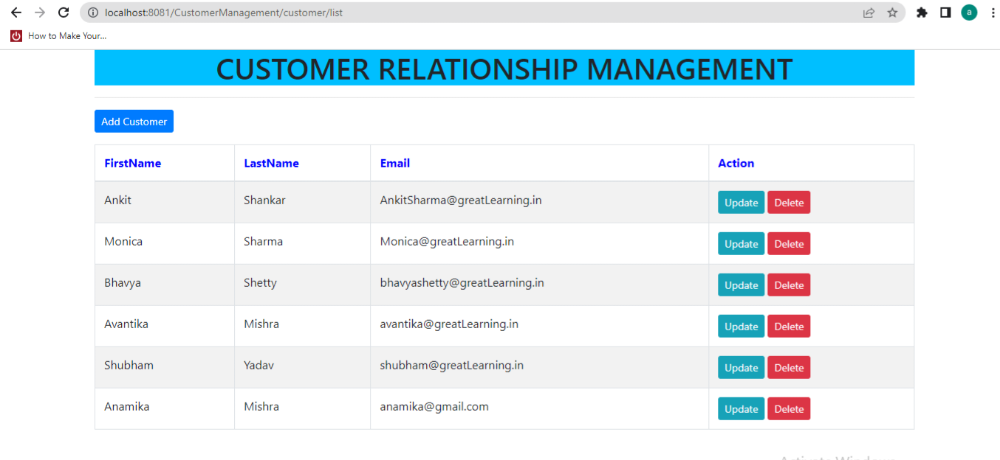 localhost:8081/CustomerManagement/customer/list
a
How to Make Your...
CUSTOMER RELATIONSHIP MANAGEMENT
Add Customer
FirstName LastName Email Action
Ankit Shankar AnkitSharma@greatLearning.in Update Delete
Monica Sharma Monica@greatLearning.in Update Delete
Bhavya Shetty bhavyashetty@greatLearning.in Update Delete
Avantika Mishra avantika@greatLearning.in Update Delete
Shubham Yadav shubham@greatLearning.in Update Delete
Anamika Mishra anamika@gmail.com Update Delete
Activate Windows